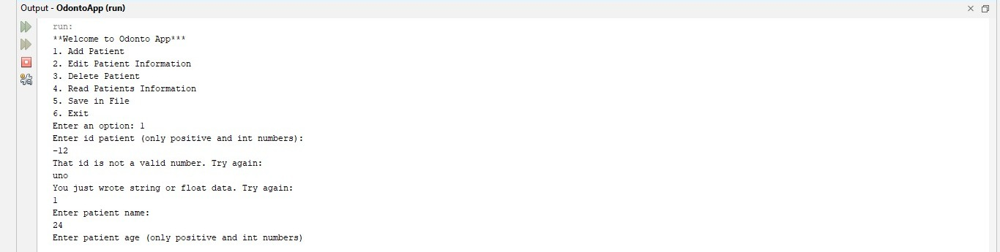 Output - OdontoApp (run)
run:
**Welcome to Odonto App***
1. Add Patient
2. Edit Patient Information
3. Delete Patient
4. Read Patients Information
5. Save in File
6. Exit
Enter an option: 1
Enter id patient (only positive and int numbers):
-12
That id is not a valid number. Try again:
uno
You just wrote string or float data. Try again:
1
Enter patient name:
24
Enter patient age (only positive and int numbers)